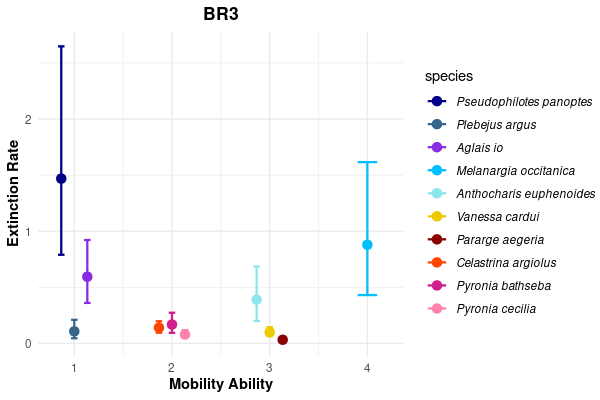 BR3
Extinction Rate
2
1
0
1
2
3
4
Mobility Ability
species
Pseudophilotes panoptes
Plebejus argus
Aglais io
Melanargia occitanica
Anthocharis euphenoides
Vanessa cardui
Pararge aegeria
Celastrina argiolus
Pyronia bathseba
Pyronia cecilia